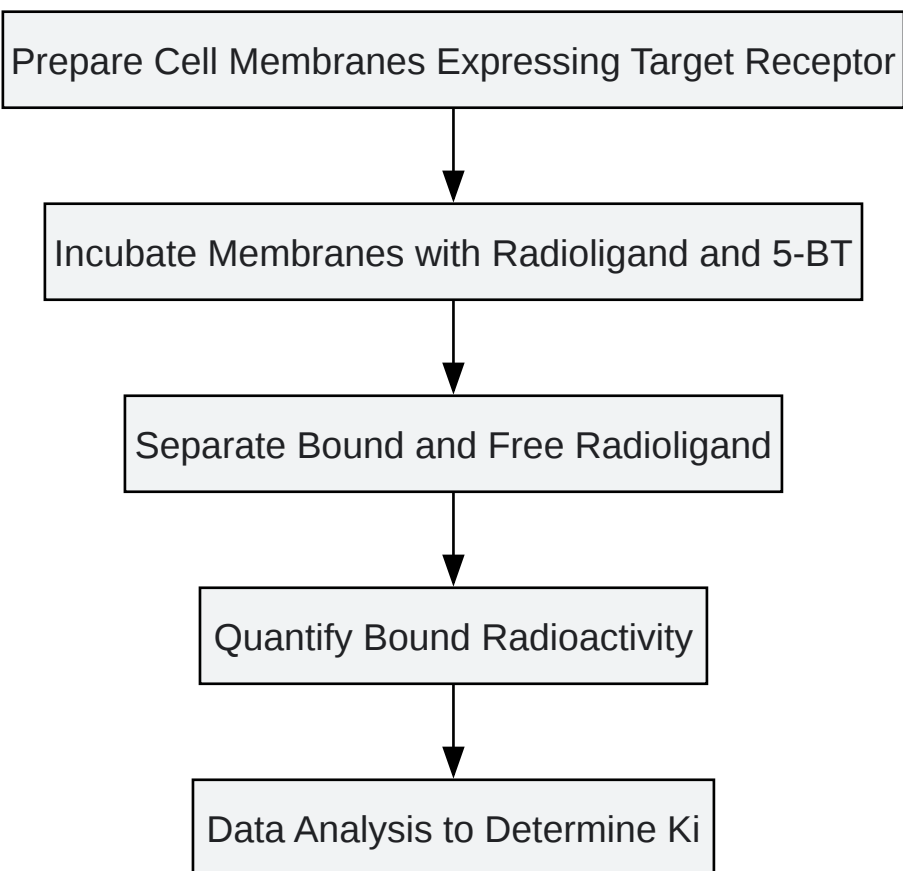 Prepare Cell Membranes Expressing Target Receptor
Incubate Membranes with Radioligand and 5-BT
Separate Bound and Free Radioligand
Quantify Bound Radioactivity
Data Analysis to Determine Ki